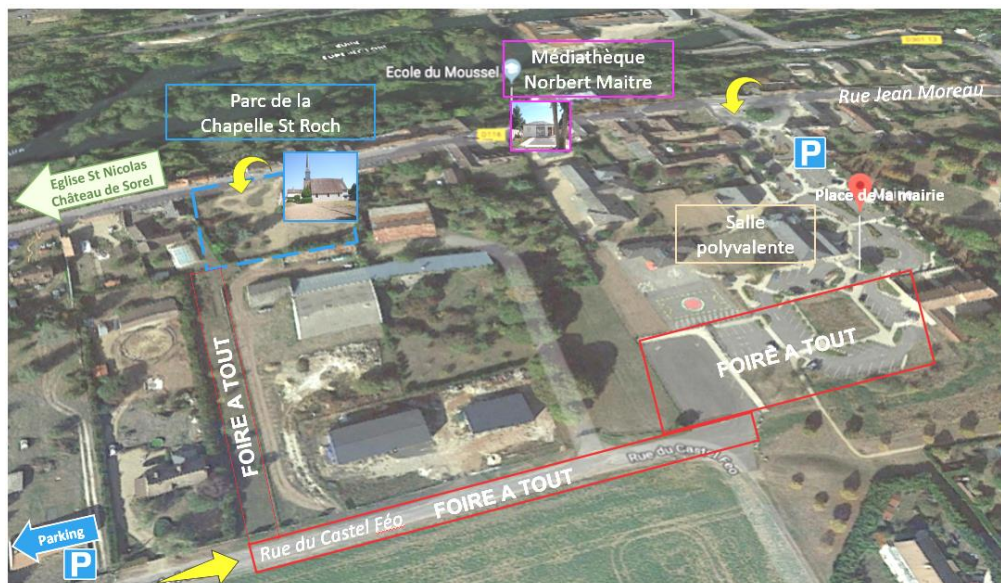 Médiathèque
Norbert Maitre
Ecole du Moussel
Parc de la
Chapelle St Roch
Rue Jean Moreau
D116
P
Eglise St Nicolas
Château de Sorel
Place de la mairie
Salle
polyvalente
FOIRE A TOUT
FOIRE A TOUT
Rue du Castel Féo
FOIRE A TOUT
Rue du Castel Féo
Parking
P